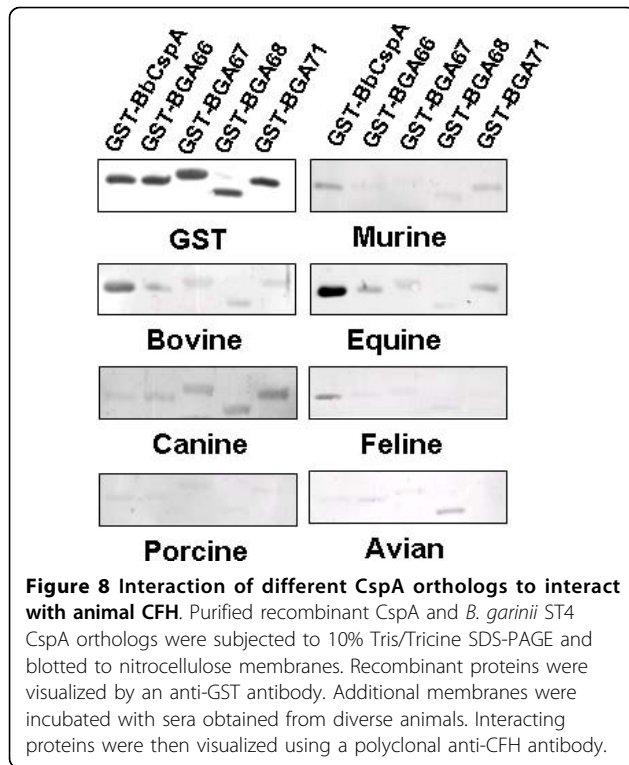 GST-BbCspA GST-BGA66 GST-BGA67 GST-BGA68 GST-BGA71 GST-BbCspA GST-BGA66 GST-BGA67 GST-BGA68 GST-BGA71
GST Murine
Bovine Equine
Canine Feline
Porcine Avian
Figure 8 Interaction of different CspA orthologs to interact
with animal CFH. Purified recombinant CspA and B. garinii ST4
CspA orthologs were subjected to 10% Tris/Tricine SDS-PAGE and
blotted to nitrocellulose membranes. Recombinant proteins were
visualized by an anti-GST antibody. Additional membranes were
incubated with sera obtained from diverse animals. Interacting
proteins were then visualized using a polyclonal anti-CFH antibody.